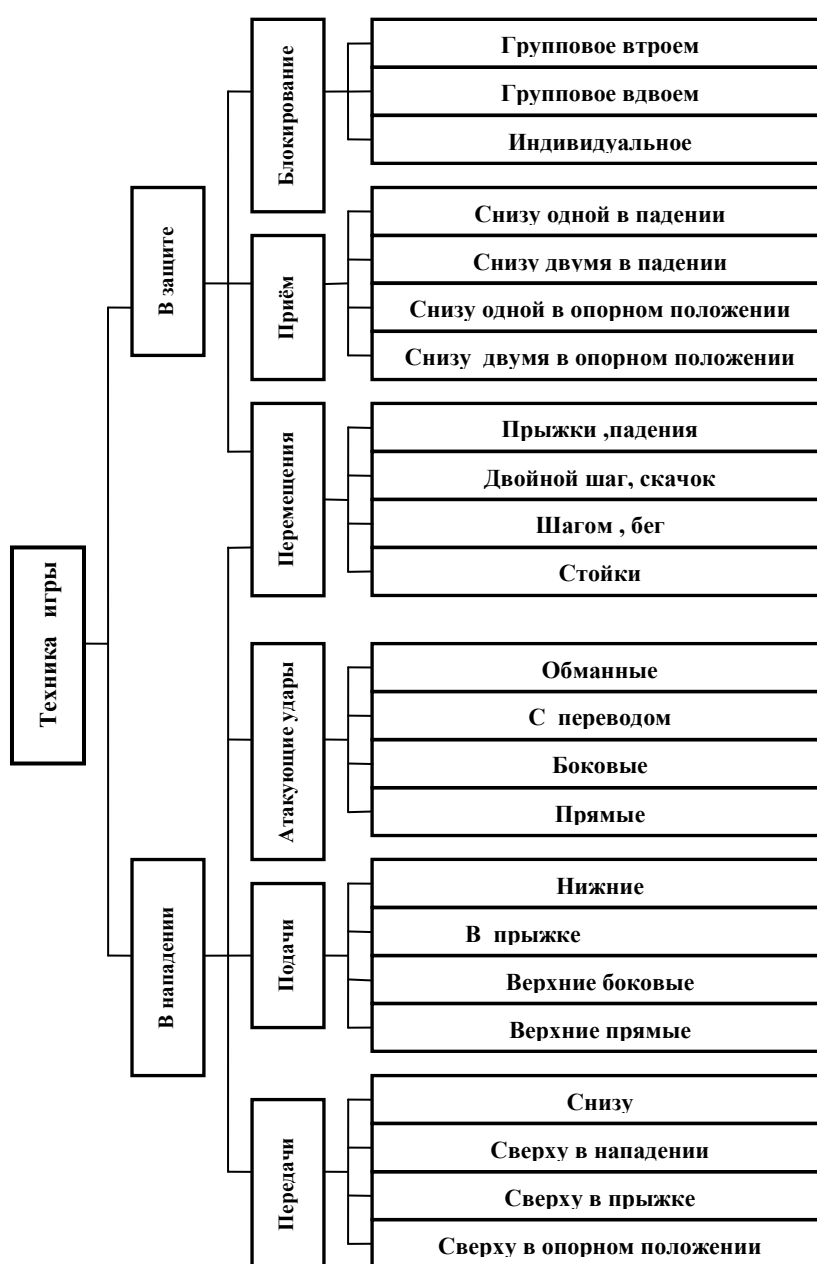 Техника игры
В защите
Блокирование
Групповое втроем
Групповое вдвоем
Индивидуальное
Приём
Снизу одной в падении
Снизу двумя в падении
Снизу одной в опорном положении
Снизу двумя в опорном положении
Перемещения
Прыжки ,падения
Двойной шаг, скачок
Шагом , бег
Стойки
В нападении
Атакующие удары
Обманные
С переводом
Боковые
Прямые
Подачи
Нижние
В прыжке
Верхние боковые
Верхние прямые
Передачи
Снизу
Сверху в нападении
Сверху в прыжке
Сверху в опорном положении